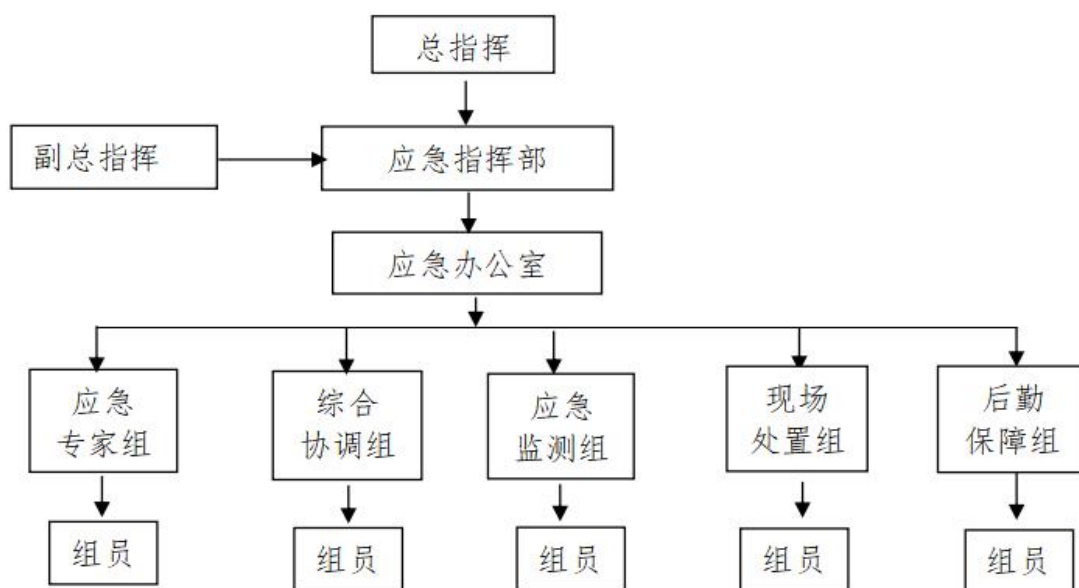 总指挥
副总指挥
应急指挥部
应急办公室
应急
专家组
综合
协调组
应急
监测组
现场
处置组
后勤
保障组
组员
组员
组员
组员
组员